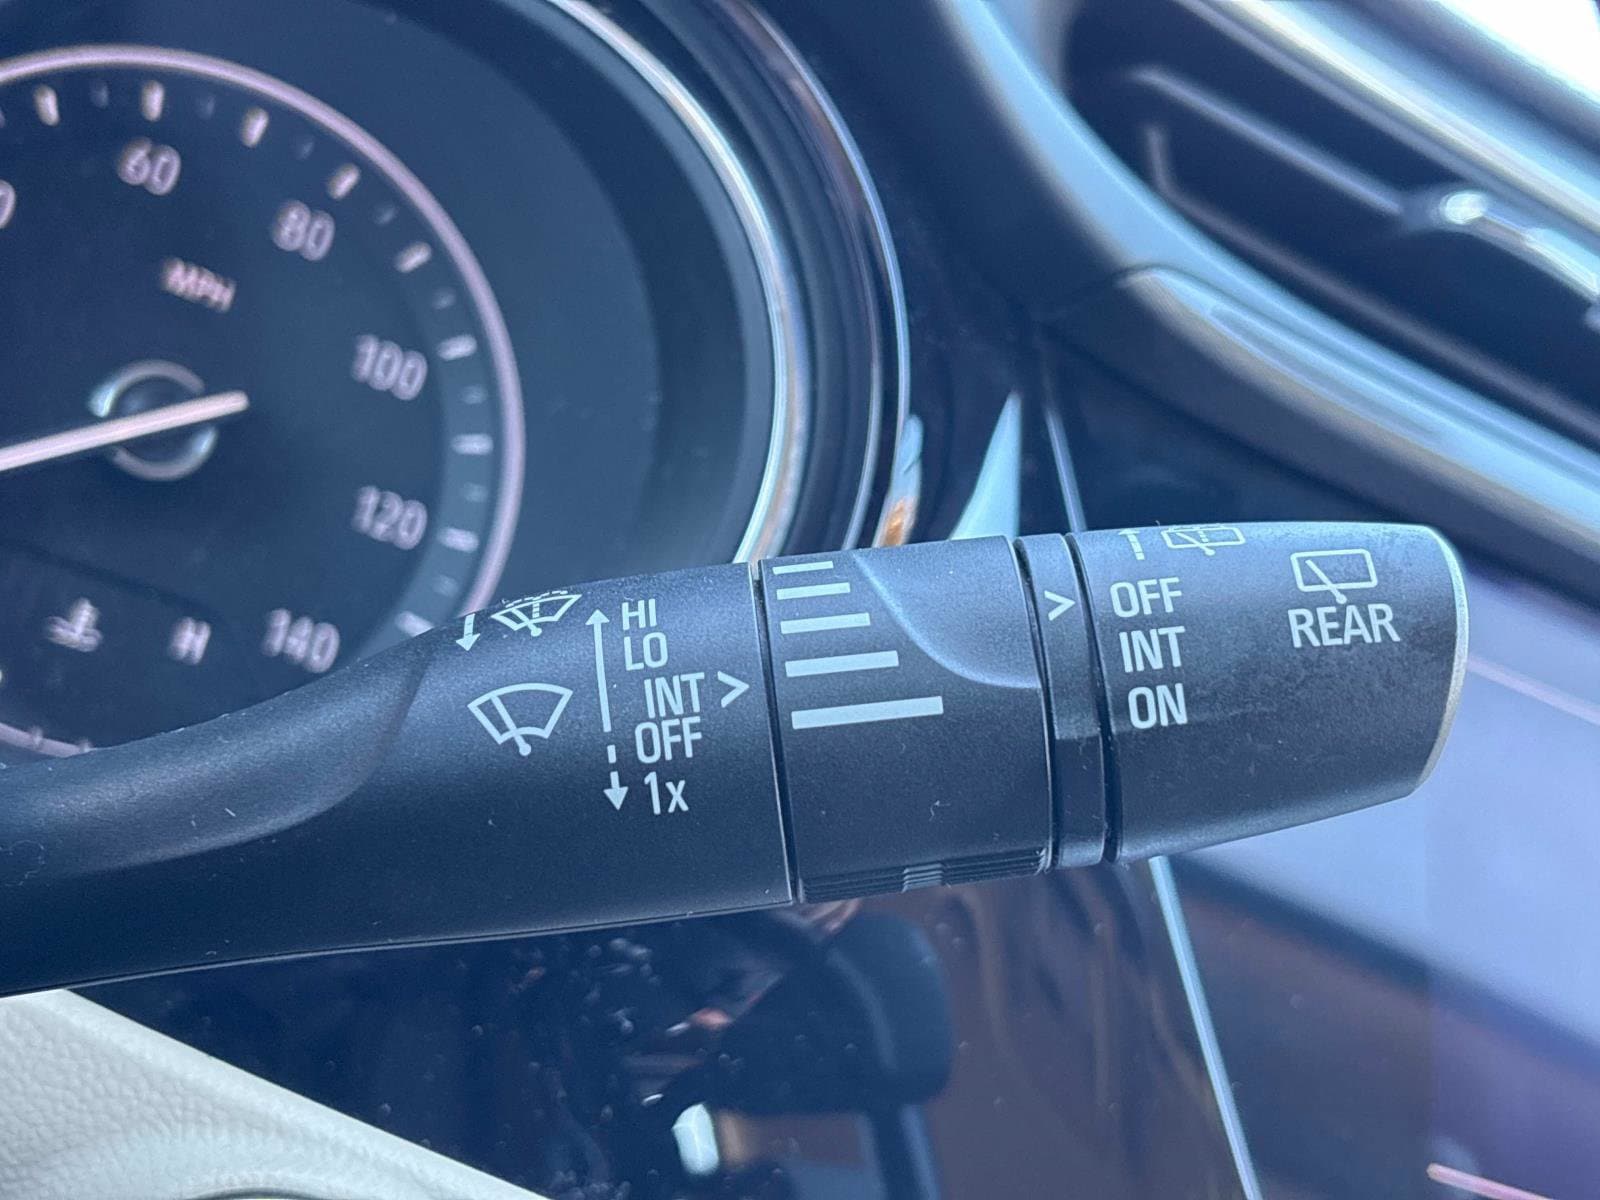 60
80
MPH
100
120
140
H
HI
LO
INT >
OFF
1x
>
OFF
INT
ON
REAR